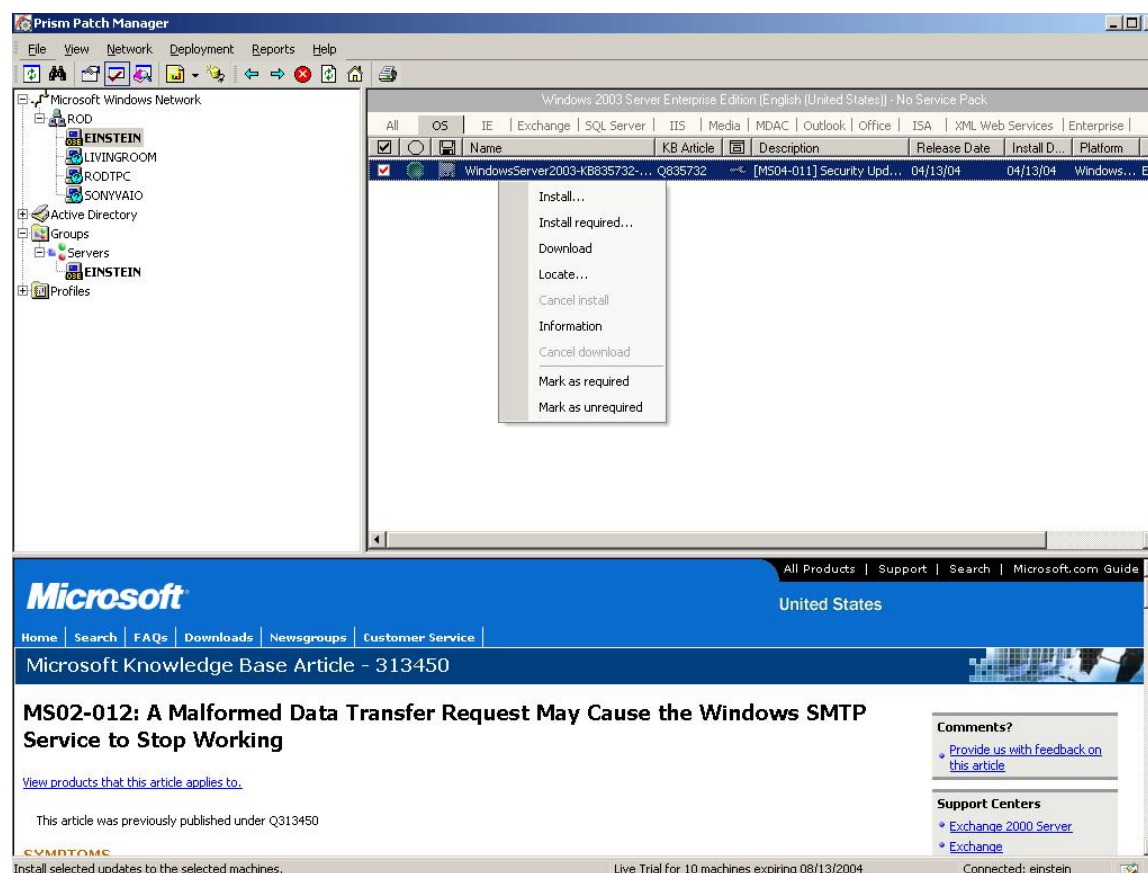 Prism Patch Manager
File View Network Deployment Reports Help
Microsoft Windows Network
ROD
EINSTEIN
LIVINGROOM
RODTPC
SONYVAIO
Active Directory
Groups
Servers
EINSTEIN
Profiles
Windows 2003 Server Enterprise Edition (English (United States)) - No Service Pack
All OS IE Exchange SQL Server IIS Media MDAC Outlook Office ISA XML Web Services Enterprise
Name KB Article Description Release Date Install D... Platform
WindowsServer2003-KB835732-... Q835732 [MS04-011] Security Upd... 04/13/04 04/13/04 Windows... E
Install...
Install required...
Download
Locate...
Cancel install
Information
Cancel download
Mark as required
Mark as unrequired
All Products | Support | Search | Microsoft.com Guide
Microsoft
United States
Home | Search | FAQs | Downloads | Newsgroups | Customer Service |
Microsoft Knowledge Base Article - 313450
MS02-012: A Malformed Data Transfer Request May Cause the Windows SMTP
Service to Stop Working
View products that this article applies to.
This article was previously published under Q313450
SYMPTOMS
Comments?
Provide us with feedback on
this article
Support Centers
Exchange 2000 Server
Exchange
Install selected updates to the selected machines. Live Trial for 10 machines expiring 08/13/2004 Connected: einstein